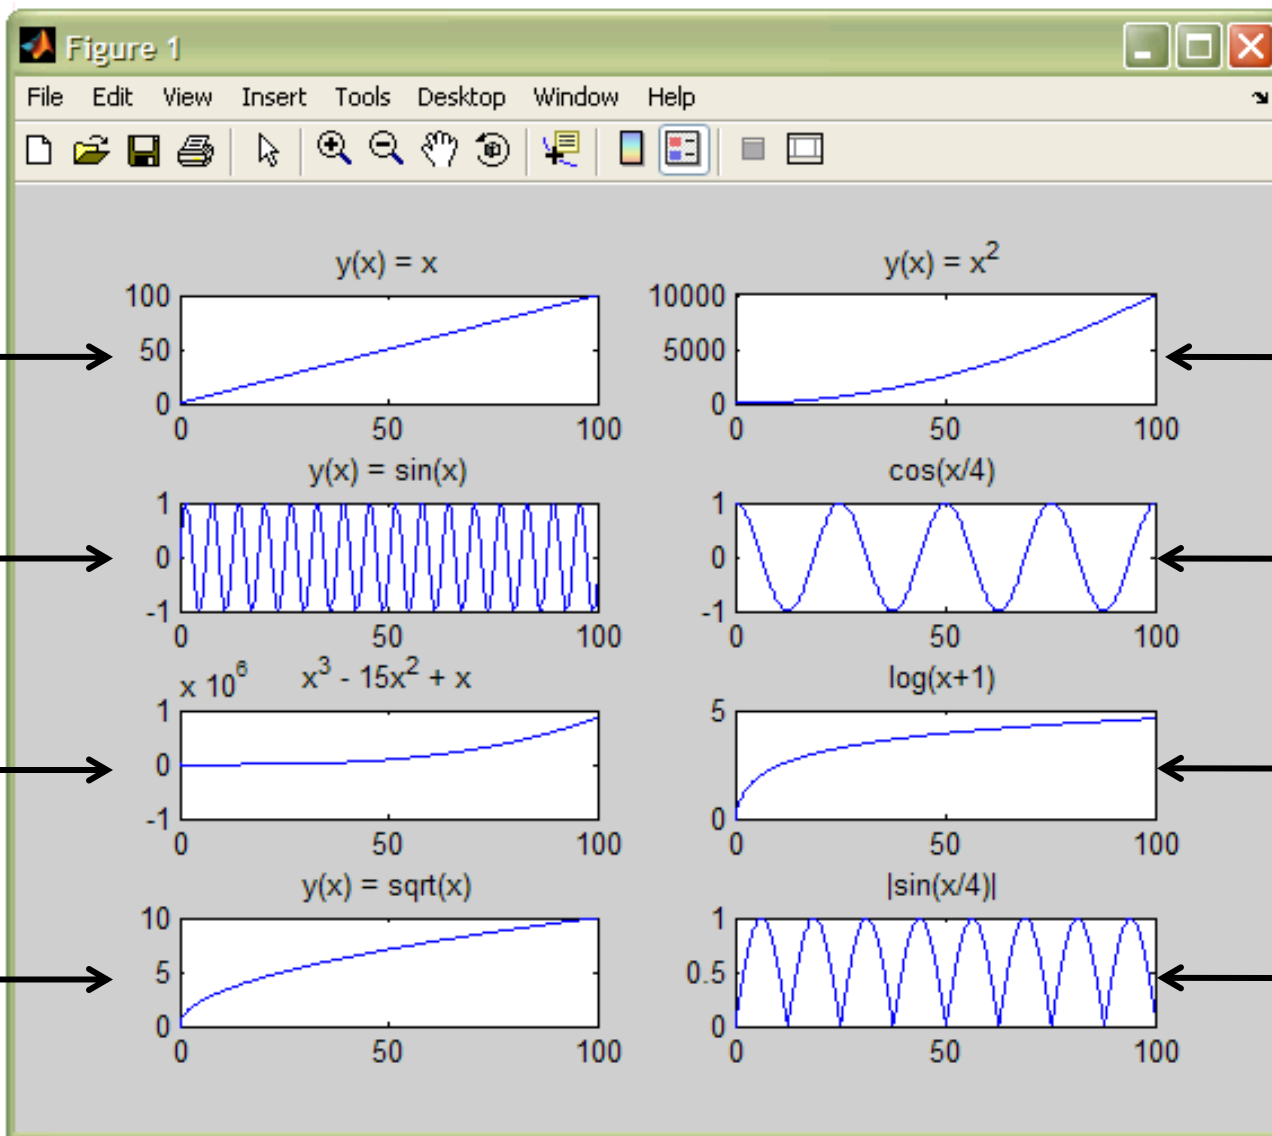 Figure 1
File Edit View Insert Tools Desktop Window Help
y(x) = x
100
50
0
0 50 100
y(x) = x²
10000
5000
0
0 50 100
y(x) = sin(x)
1
0
-1
0 50 100
cos(x/4)
1
0
-1
0 50 100
x 10⁶ x³ - 15x² + x
1
0
-1
0 50 100
log(x+1)
5
0
0 50 100
y(x) = sqrt(x)
10
5
0
0 50 100
|sin(x/4)|
1
0.5
0
0 50 100